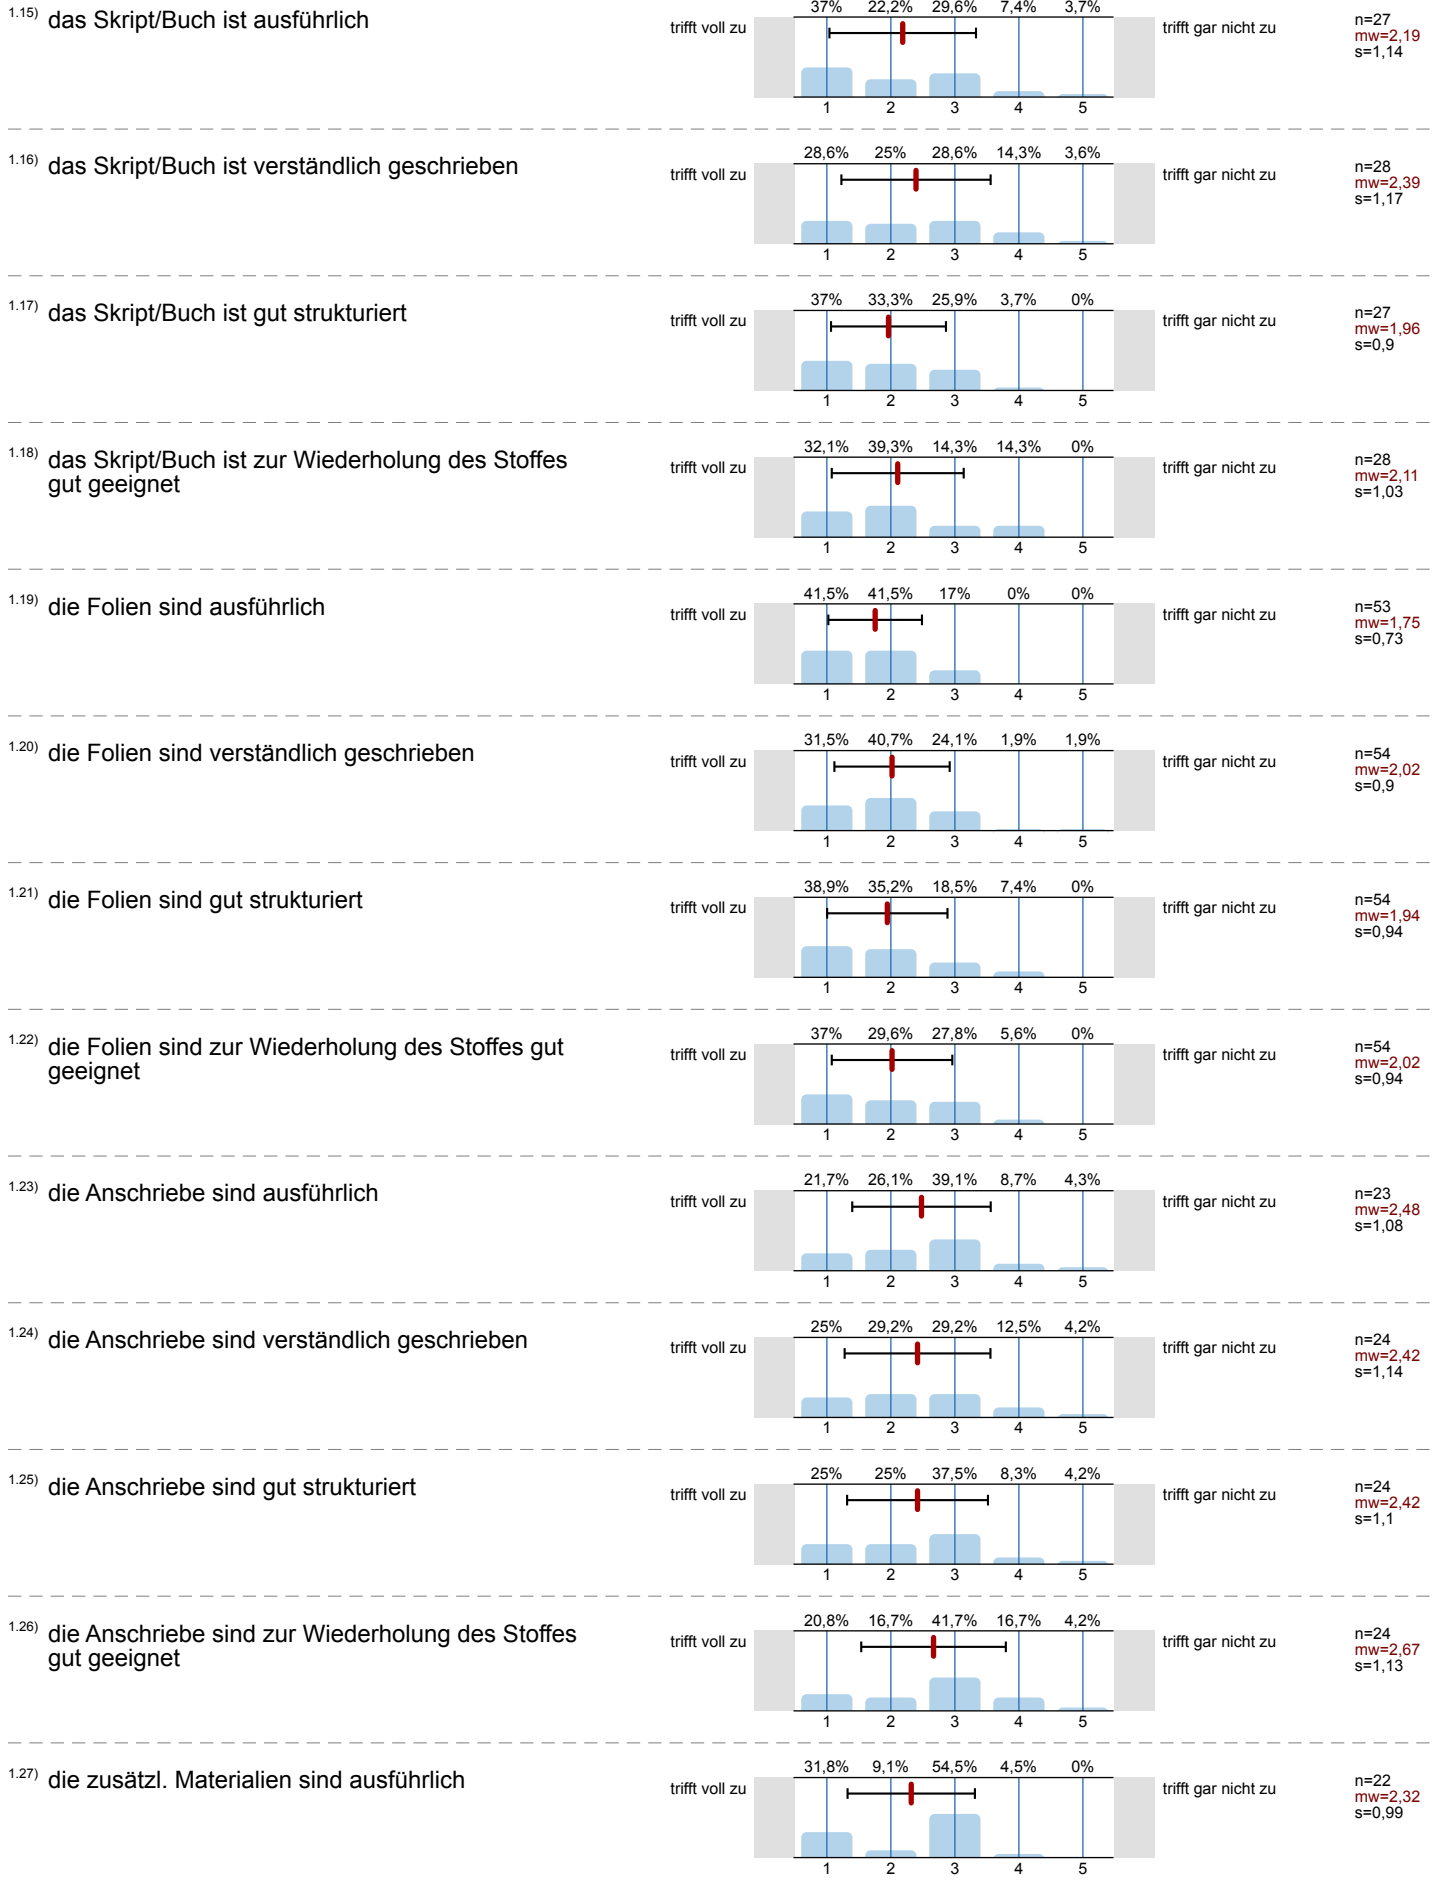 1.15) das Skript/Buch ist ausführlich
trifft voll zu
37% 22,2% 29,6% 7,4% 3,7%
1 2 3 4 5
trifft gar nicht zu
n=27
mw=2,19
s=1,14
1.16) das Skript/Buch ist verständlich geschrieben
trifft voll zu
28,6% 25% 28,6% 14,3% 3,6%
1 2 3 4 5
trifft gar nicht zu
n=28
mw=2,39
s=1,17
1.17) das Skript/Buch ist gut strukturiert
trifft voll zu
37% 33,3% 25,9% 3,7% 0%
1 2 3 4 5
trifft gar nicht zu
n=27
mw=1,96
s=0,9
1.18) das Skript/Buch ist zur Wiederholung des Stoffes
gut geeignet
trifft voll zu
32,1% 39,3% 14,3% 14,3% 0%
1 2 3 4 5
trifft gar nicht zu
n=28
mw=2,11
s=1,03
1.19) die Folien sind ausführlich
trifft voll zu
41,5% 41,5% 17% 0% 0%
1 2 3 4 5
trifft gar nicht zu
n=53
mw=1,75
s=0,73
1.20) die Folien sind verständlich geschrieben
trifft voll zu
31,5% 40,7% 24,1% 1,9% 1,9%
1 2 3 4 5
trifft gar nicht zu
n=54
mw=2,02
s=0,9
1.21) die Folien sind gut strukturiert
trifft voll zu
38,9% 35,2% 18,5% 7,4% 0%
1 2 3 4 5
trifft gar nicht zu
n=54
mw=1,94
s=0,94
1.22) die Folien sind zur Wiederholung des Stoffes gut
geeignet
trifft voll zu
37% 29,6% 27,8% 5,6% 0%
1 2 3 4 5
trifft gar nicht zu
n=54
mw=2,02
s=0,94
1.23) die Anschriebe sind ausführlich
trifft voll zu
21,7% 26,1% 39,1% 8,7% 4,3%
1 2 3 4 5
trifft gar nicht zu
n=23
mw=2,48
s=1,08
1.24) die Anschriebe sind verständlich geschrieben
trifft voll zu
25% 29,2% 29,2% 12,5% 4,2%
1 2 3 4 5
trifft gar nicht zu
n=24
mw=2,42
s=1,14
1.25) die Anschriebe sind gut strukturiert
trifft voll zu
25% 25% 37,5% 8,3% 4,2%
1 2 3 4 5
trifft gar nicht zu
n=24
mw=2,42
s=1,1
1.26) die Anschriebe sind zur Wiederholung des Stoffes
gut geeignet
trifft voll zu
20,8% 16,7% 41,7% 16,7% 4,2%
1 2 3 4 5
trifft gar nicht zu
n=24
mw=2,67
s=1,13
1.27) die zusätzl. Materialien sind ausführlich
trifft voll zu
31,8% 9,1% 54,5% 4,5% 0%
1 2 3 4 5
trifft gar nicht zu
n=22
mw=2,32
s=0,99